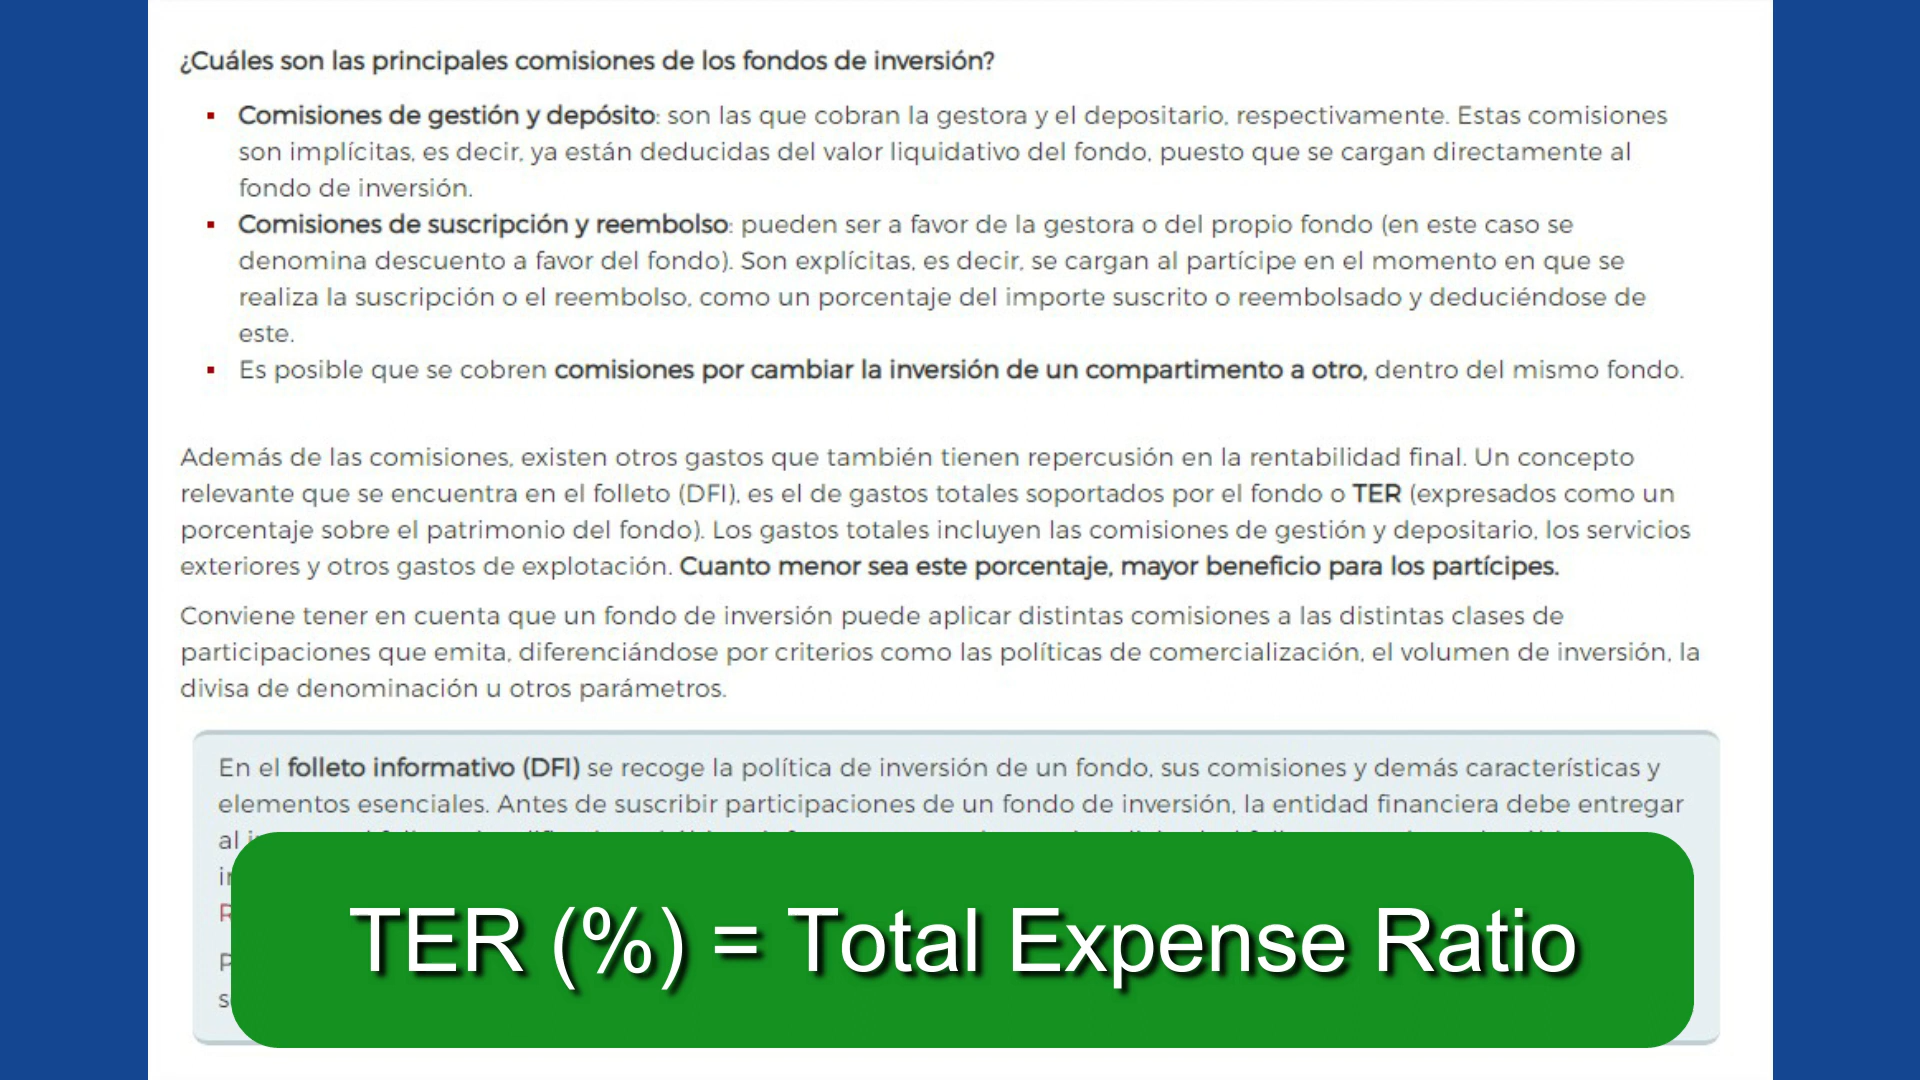 ¿Cuáles son las principales comisiones de los fondos de inversión?
Comisiones de gestión y depósito: son las que cobran la gestora y el depositario, respectivamente. Estas comisiones
son implícitas, es decir, ya están deducidas del valor liquidativo del fondo, puesto que se cargan directamente al
fondo de inversión.
Comisiones de suscripción y reembolso: pueden ser a favor de la gestora o del propio fondo (en este caso se
denomina descuento a favor del fondo). Son explícitas, es decir, se cargan al partícipe en el momento en que se
realiza la suscripción o el reembolso, como un porcentaje del importe suscrito o reembolsado y deduciéndose de
este.
Es posible que se cobren comisiones por cambiar la inversión de un compartimento a otro, dentro del mismo fondo.
Además de las comisiones, existen otros gastos que también tienen repercusión en la rentabilidad final. Un concepto
relevante que se encuentra en el folleto (DFI), es el de gastos totales soportados por el fondo o TER (expresados como un
porcentaje sobre el patrimonio del fondo). Los gastos totales incluyen las comisiones de gestión y depositario, los servicios
exteriores y otros gastos de explotación. Cuanto menor sea este porcentaje, mayor beneficio para los partícipes.
Conviene tener en cuenta que un fondo de inversión puede aplicar distintas comisiones a las distintas clases de
participaciones que emita, diferenciándose por criterios como las políticas de comercialización, el volumen de inversión, la
divisa de denominación u otros parámetros.
En el folleto informativo (DFI) se recoge la política de inversión de un fondo, sus comisiones y demás características y
elementos esenciales. Antes de suscribir participaciones de un fondo de inversión, la entidad financiera debe entregar
al
TER (%) = Total Expense Ratio